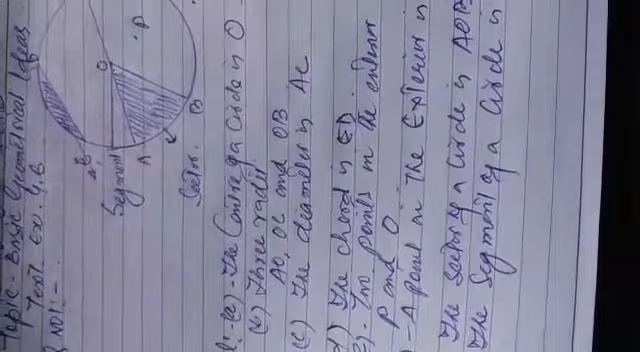 Topic - Basic Geometrical Ideas
Text Ex. 4.6
Q NO1:-
O
P
A
B
Segment
Sector.
1:-(a)-The Centre of a Circle is O
(b) Three radii
AO, OC and OB
(c) The diameter is AC
d) The chord is ED
e)- Two points in the
P and O
- A point in the Exterior is
The Sector of a Circle is AOB
The Segment of a Circle is